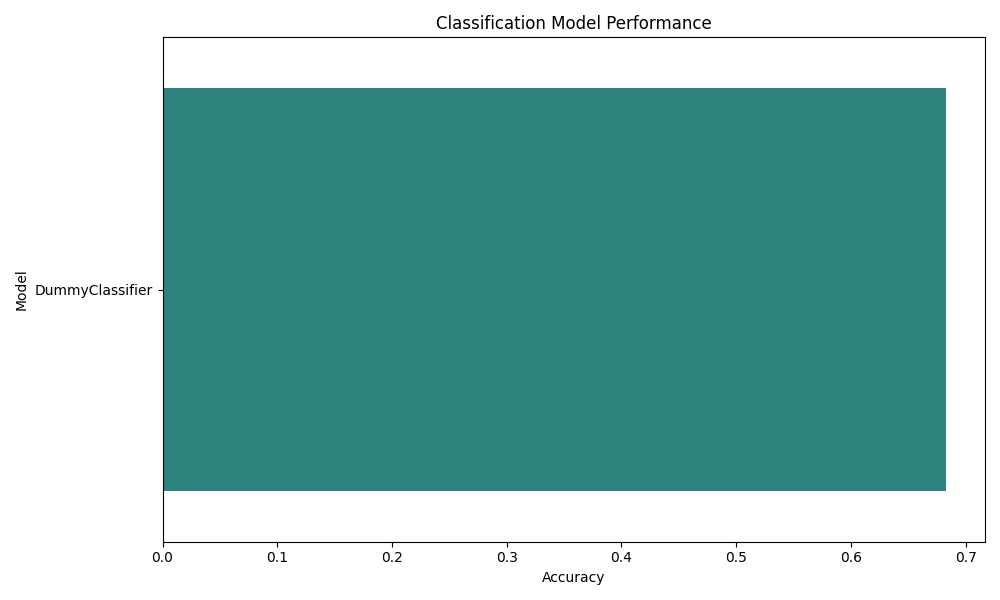 Classification Model Performance
Model
DummyClassifier
0.0 0.1 0.2 0.3 0.4 0.5 0.6 0.7
Accuracy